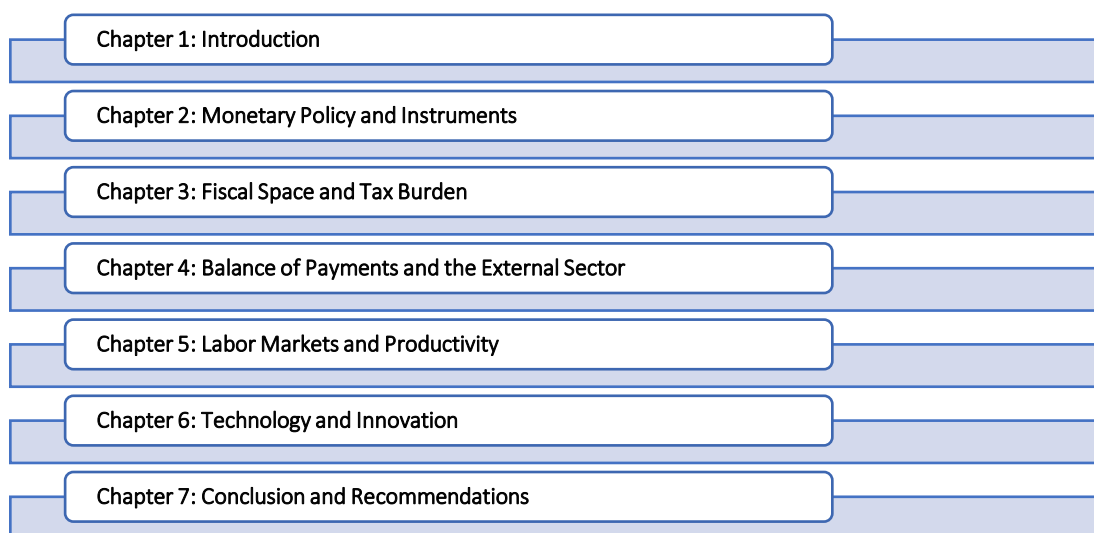 Chapter 1: Introduction
Chapter 2: Monetary Policy and Instruments
Chapter 3: Fiscal Space and Tax Burden
Chapter 4: Balance of Payments and the External Sector
Chapter 5: Labor Markets and Productivity
Chapter 6: Technology and Innovation
Chapter 7: Conclusion and Recommendations